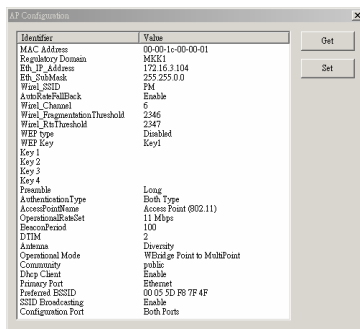 AP Configuration
Identifier Value
MAC Address 00-00-1c-00-00-01
Regulatory Domain MKK1
Eth_IP_Address 172.16.3.104
Eth_SubMask 255.255.0.0
Wirel_SSID PM
AutoRateFallBack Enable
Wirel_Channel 6
Wirel_FragmentationThreshold 2346
Wirel_RtsThreshold 2347
WEP type Disabled
WEP Key Key1
Key 1
Key 2
Key 3
Key 4
Preamble Long
AuthenticationType Both Type
AccessPointName Access Point (802.11)
OperationalRateSet 11 Mbps
BeaconPeriod 100
DTIM 2
Antenna Diversity
Operational Mode WBridge Point to MultiPoint
Community public
Dhcp Client Enable
Primary Port Ethernet
Preferred BSSID 00 05 5D F8 7F 4F
SSID Broadcasting Enable
Configuration Port Both Ports
Get
Set